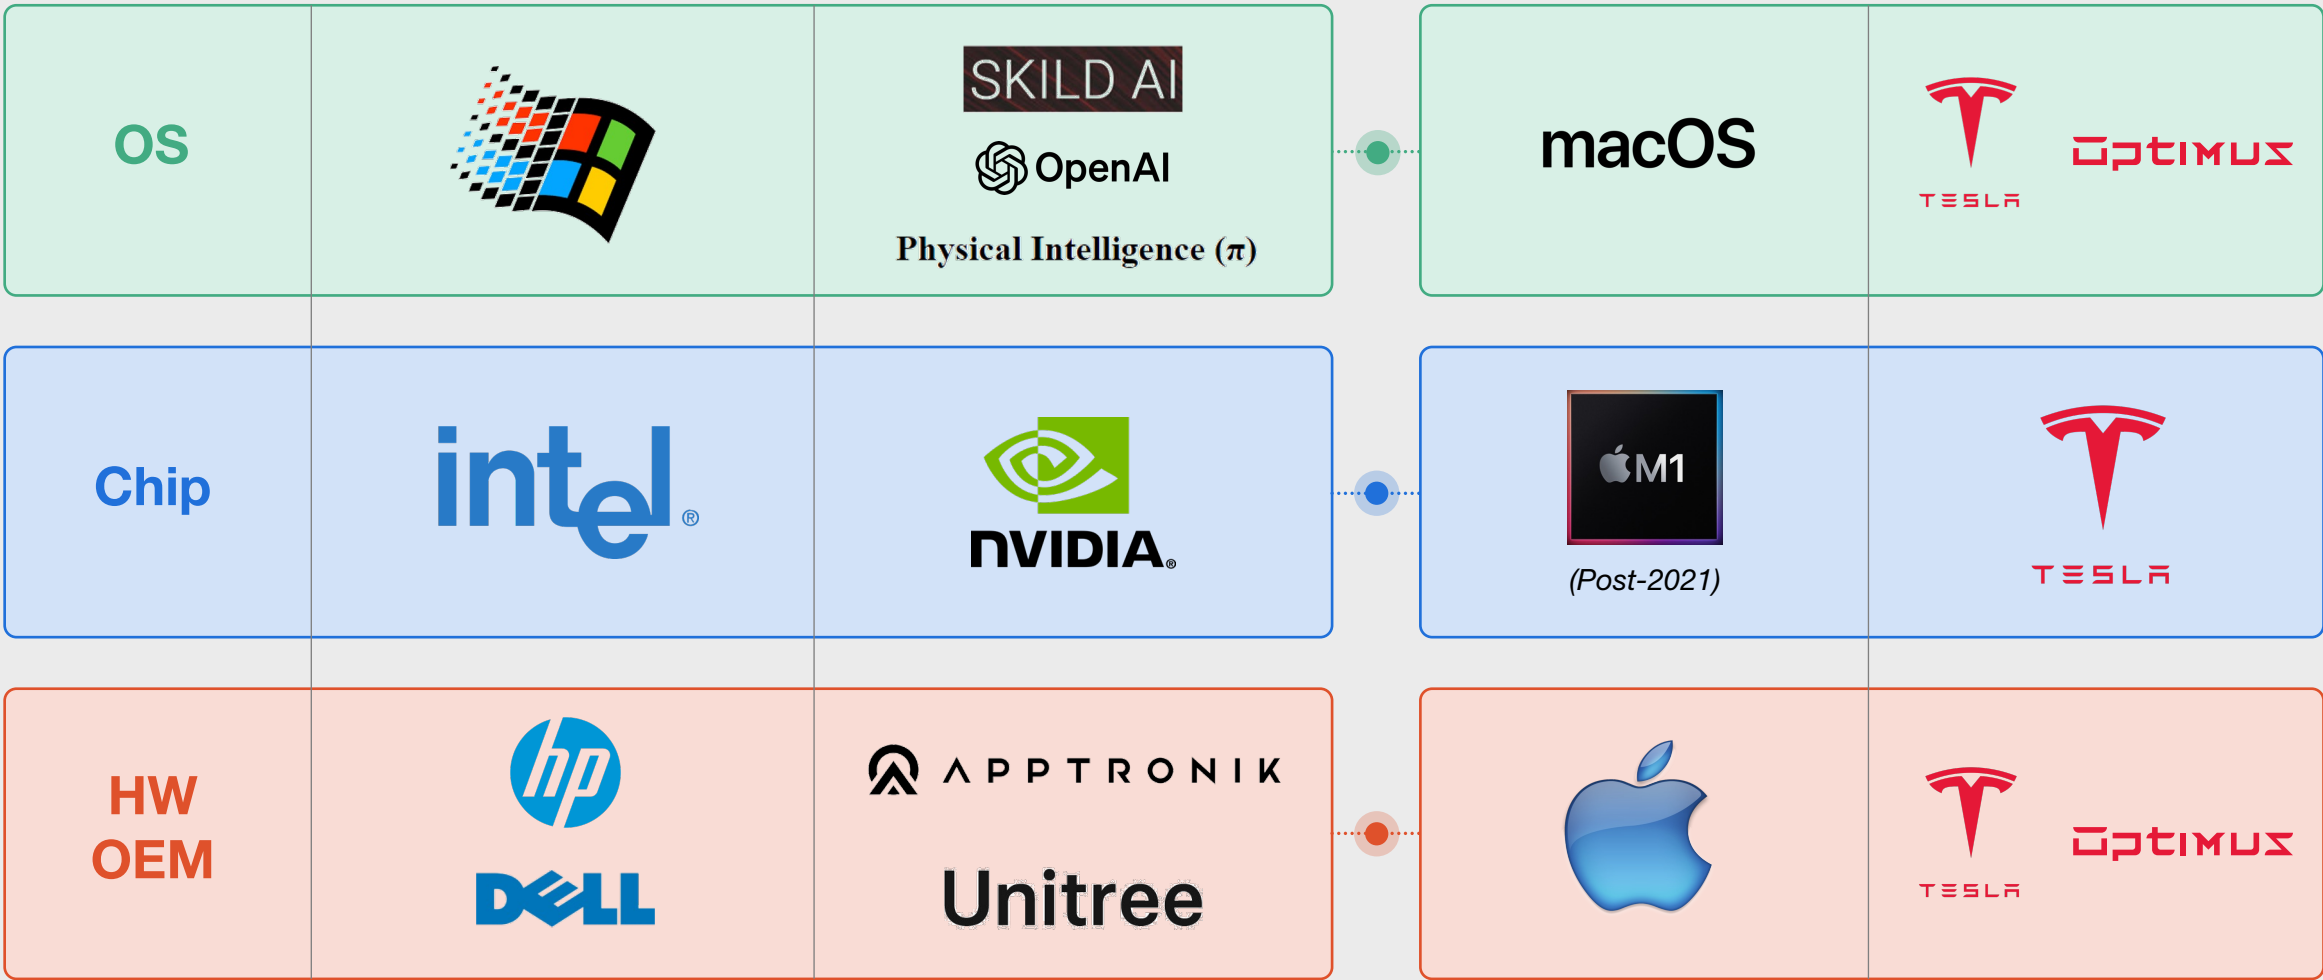 OS
SKILD AI
OpenAI
Physical Intelligence (π)
macOS
TESLA
Optimus
Chip
intel®
NVIDIA®
M1
(Post-2021)
TESLA
HW
OEM
hp
DELL
APPTRONIK
Unitree
TESLA
Optimus